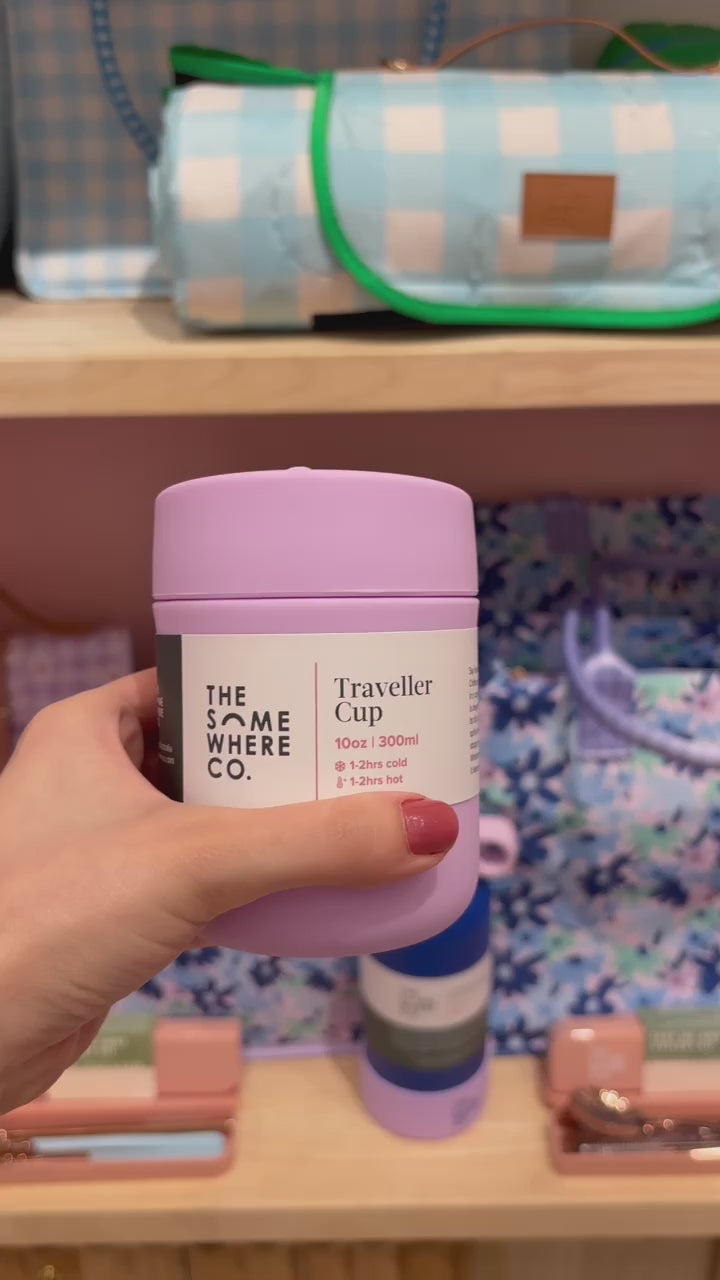 THE
SOME
WHERE
CO.
Traveller
Cup
10oz | 300ml
1-2hrs cold
1-2hrs hot